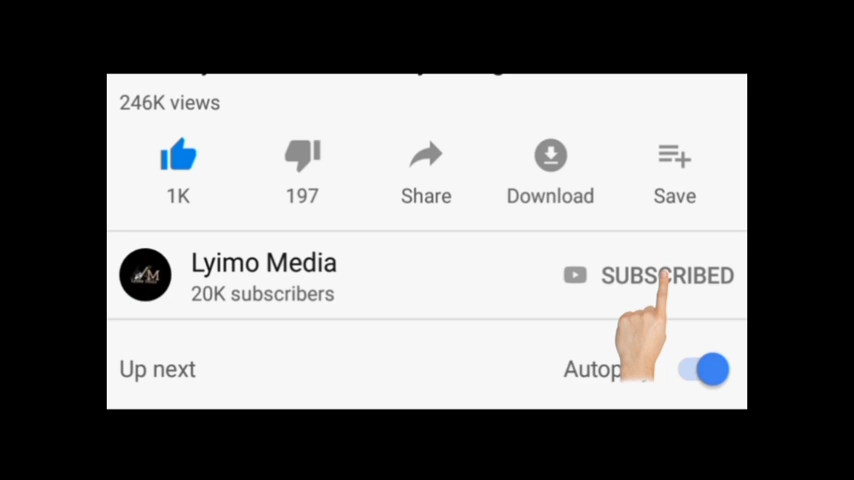 246K views
1K 197 Share Download Save
Lyimo Media
SUBSCRIBED
20K subscribers
Up next